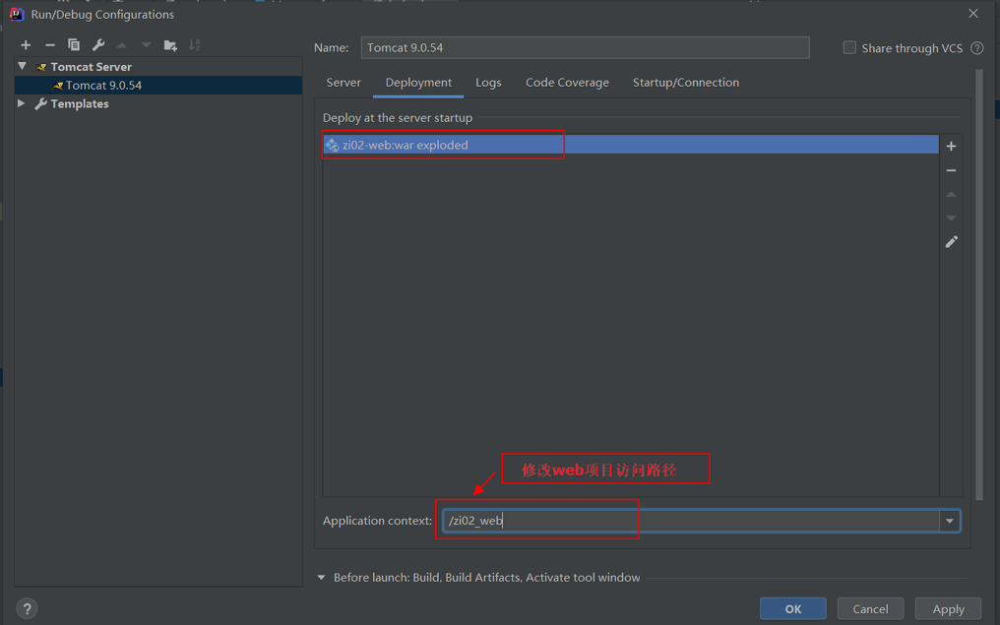 Run/Debug Configurations
Name: Tomcat 9.0.54 Share through VCS
Tomcat Server
Tomcat 9.0.54
Templates
Server Deployment Logs Code Coverage Startup/Connection
Deploy at the server startup
zi02-web:war exploded
修改web项目访问路径
Application context: /zi02_web
Before launch: Build, Build Artifacts, Activate tool window
OK Cancel Apply